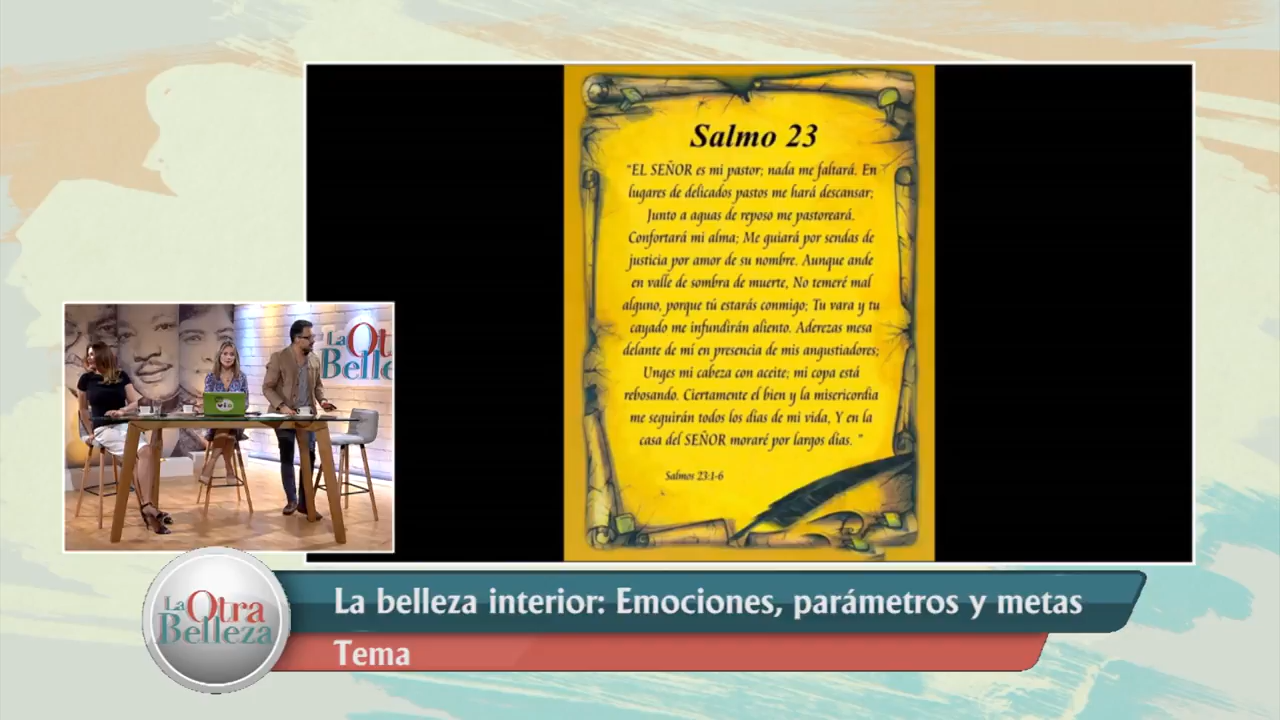 Salmo 23
"EL SEÑOR es mi pastor; nada me faltará. En
lugares de delicados pastos me hará descansar;
Junto a aguas de reposo me pastoreará.
Confortará mi alma; Me guiará por sendas de
justicia por amor de su nombre. Aunque ande
en valle de sombra de muerte, No temeré mal
alguno, porque tú estarás conmigo; Tu vara y tu
cayado me infundirán aliento. Aderezas mesa
delante de mí en presencia de mis angustiadores;
Unges mi cabeza con aceite; mi copa está
rebosando. Ciertamente el bien y la misericordia
me seguirán todos los días de mi vida, Y en la
casa del SEÑOR moraré por largos días. "
Salmos 23:1-6
La Otra
Belle
La Otra
Belleza
La belleza interior: Emociones, parámetros y metas
Tema